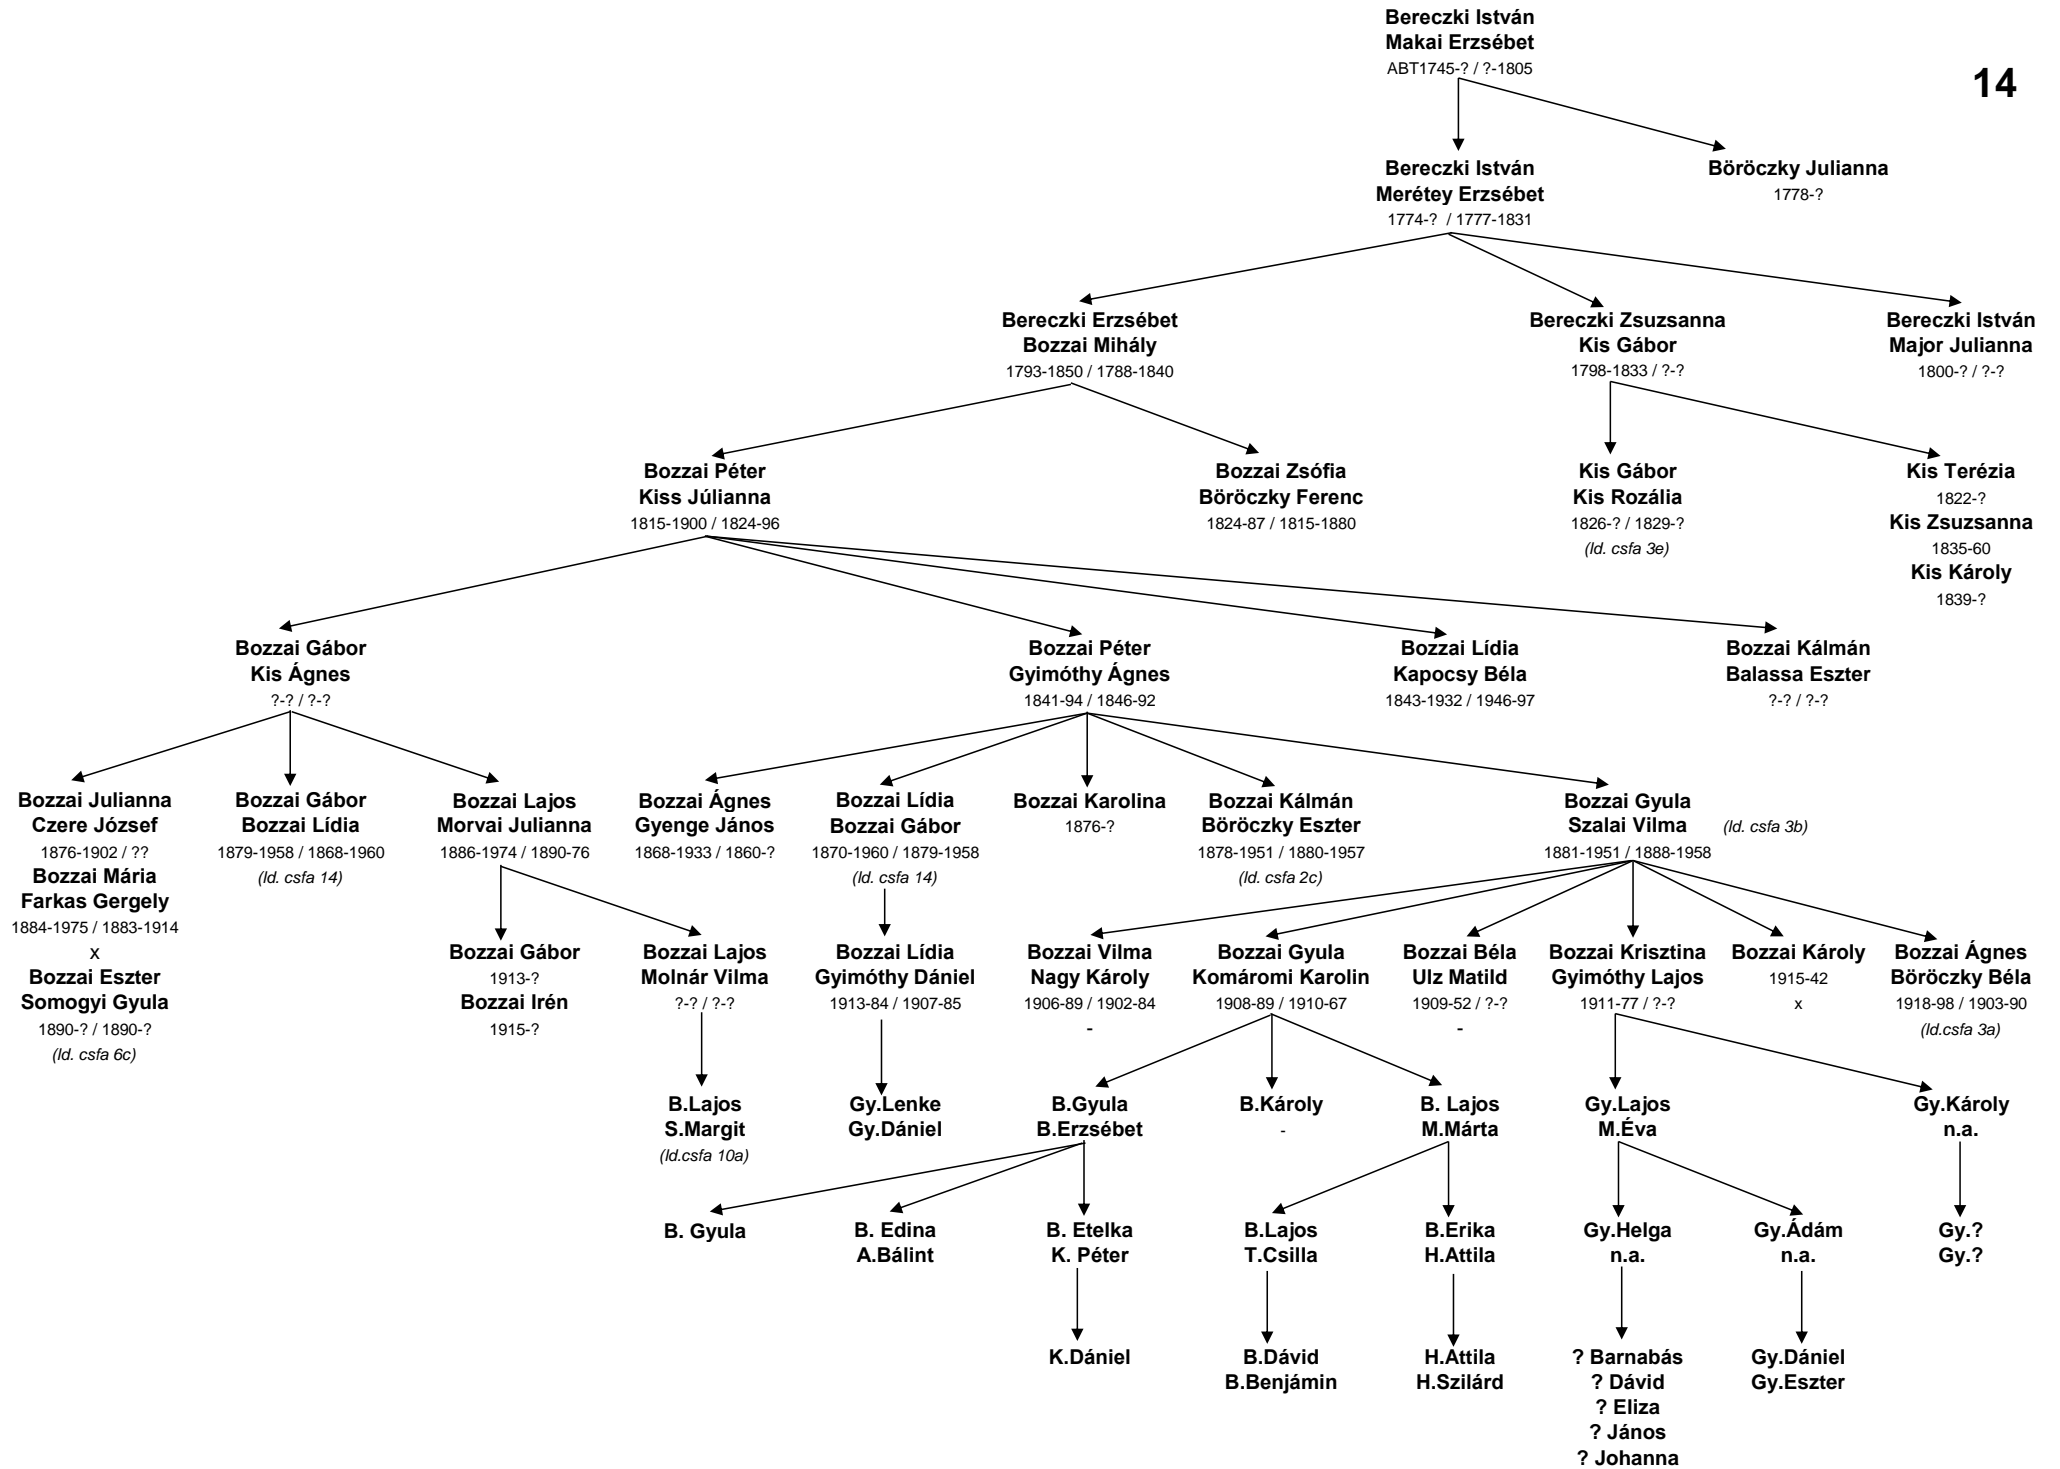 Bereczki István
Makai Erzsébet
ABT1745-? / ?-1805
14
Bereczki István
Merétey Erzsébet
1774-? / 1777-1831
Böröczky Julianna
1778-?
Bereczki Erzsébet
Bozzai Mihály
1793-1850 / 1788-1840
Bereczki Zsuzsanna
Kis Gábor
1798-1833 / ?-?
Bereczki István
Major Julianna
1800-? / ?-?
Bozzai Péter
Kiss Júlianna
1815-1900 / 1824-96
Bozzai Zsófia
Böröczky Ferenc
1824-87 / 1815-1880
Kis Gábor
Kis Rozália
1826-? / 1829-?
(ld. csfa 3e)
Kis Terézia
1822-?
Kis Zsuzsanna
1835-60
Kis Károly
1839-?
Bozzai Gábor
Kis Ágnes
?-? / ?-?
Bozzai Péter
Gyimóthy Ágnes
1841-94 / 1846-92
Bozzai Lídia
Kapocsy Béla
1843-1932 / 1946-97
Bozzai Kálmán
Balassa Eszter
?-? / ?-?
Bozzai Julianna
Czere József
1876-1902 / ??
Bozzai Mária
Farkas Gergely
1884-1975 / 1883-1914
x
Bozzai Eszter
Somogyi Gyula
1890-? / 1890-?
(ld. csfa 6c)
Bozzai Gábor
Bozzai Lídia
1879-1958 / 1868-1960
(ld. csfa 14)
Bozzai Lajos
Morvai Julianna
1886-1974 / 1890-76
Bozzai Ágnes
Gyenge János
1868-1933 / 1860-?
Bozzai Lídia
Bozzai Gábor
1870-1960 / 1879-1958
(ld. csfa 14)
Bozzai Karolina
1876-?
Bozzai Kálmán
Böröczky Eszter
1878-1951 / 1880-1957
(ld. csfa 2c)
Bozzai Gyula
Szalai Vilma
(ld. csfa 3b)
1881-1951 / 1888-1958
Bozzai Gábor
1913-?
Bozzai Irén
1915-?
Bozzai Lajos
Molnár Vilma
?-? / ?-?
Bozzai Lídia
Gyimóthy Dániel
1913-84 / 1907-85
Bozzai Vilma
Nagy Károly
1906-89 / 1902-84
-
Bozzai Gyula
Komáromi Karolin
1908-89 / 1910-67
Bozzai Béla
Ulz Matild
1909-52 / ?-?
-
Bozzai Krisztina
Gyimóthy Lajos
1911-77 / ?-?
Bozzai Károly
1915-42
x
Bozzai Ágnes
Böröczky Béla
1918-98 / 1903-90
(ld.csfa 3a)
B.Lajos
S.Margit
(ld.csfa 10a)
Gy.Lenke
Gy.Dániel
B.Gyula
B.Erzsébet
B.Károly
-
B. Lajos
M.Márta
Gy.Lajos
M.Éva
Gy.Károly
n.a.
B. Gyula
B. Edina
A.Bálint
B. Etelka
K. Péter
B.Lajos
T.Csilla
B.Erika
H.Attila
Gy.Helga
n.a.
Gy.Ádám
n.a.
Gy.?
Gy.?
K.Dániel
B.Dávid
B.Benjámin
H.Attila
H.Szilárd
? Barnabás
? Dávid
? Eliza
? János
? Johanna
Gy.Dániel
Gy.Eszter